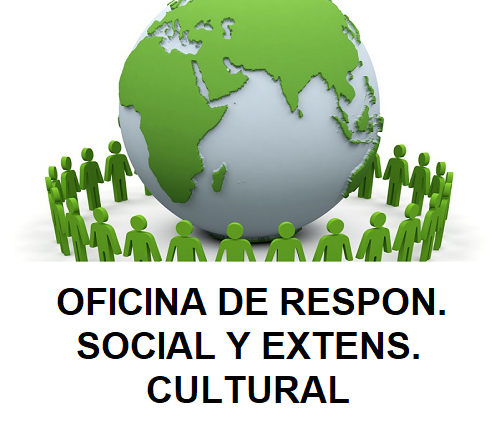 OFICINA DE RESPON.
SOCIAL Y EXTENS.
CULTURAL